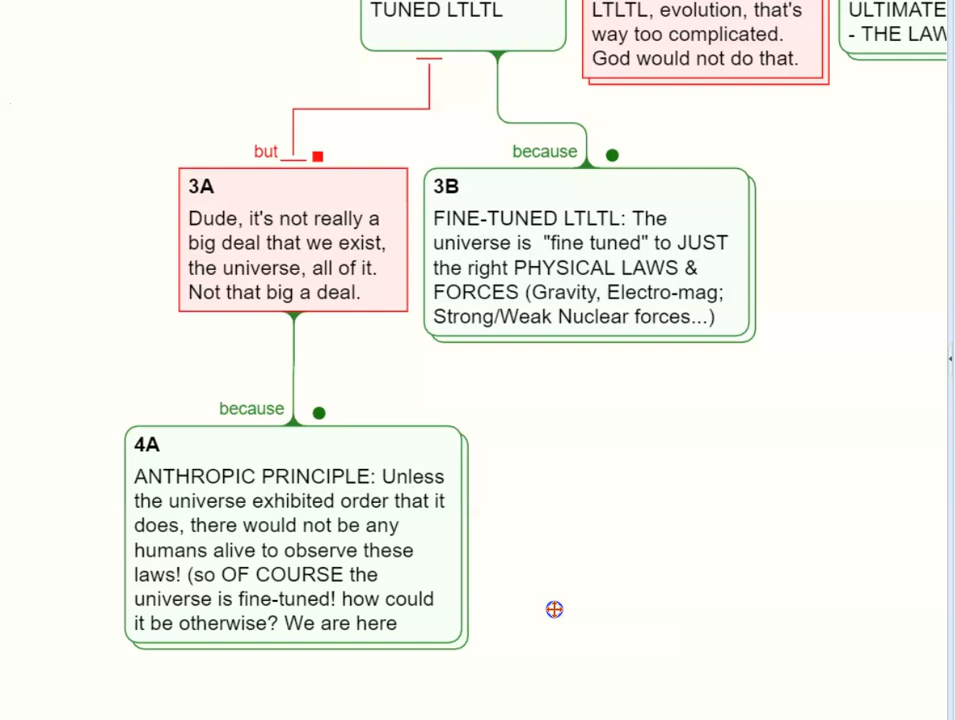 TUNED LTLTL
LTLTL, evolution, that's
way too complicated.
God would not do that.
ULTIMATE
- THE LAW
but
because
3A
Dude, it's not really a
big deal that we exist,
the universe, all of it.
Not that big a deal.
3B
FINE-TUNED LTLTL: The
universe is "fine tuned" to JUST
the right PHYSICAL LAWS &
FORCES (Gravity, Electro-mag;
Strong/Weak Nuclear forces...)
because
4A
ANTHROPIC PRINCIPLE: Unless
the universe exhibited order that it
does, there would not be any
humans alive to observe these
laws! (so OF COURSE the
universe is fine-tuned! how could
it be otherwise? We are here